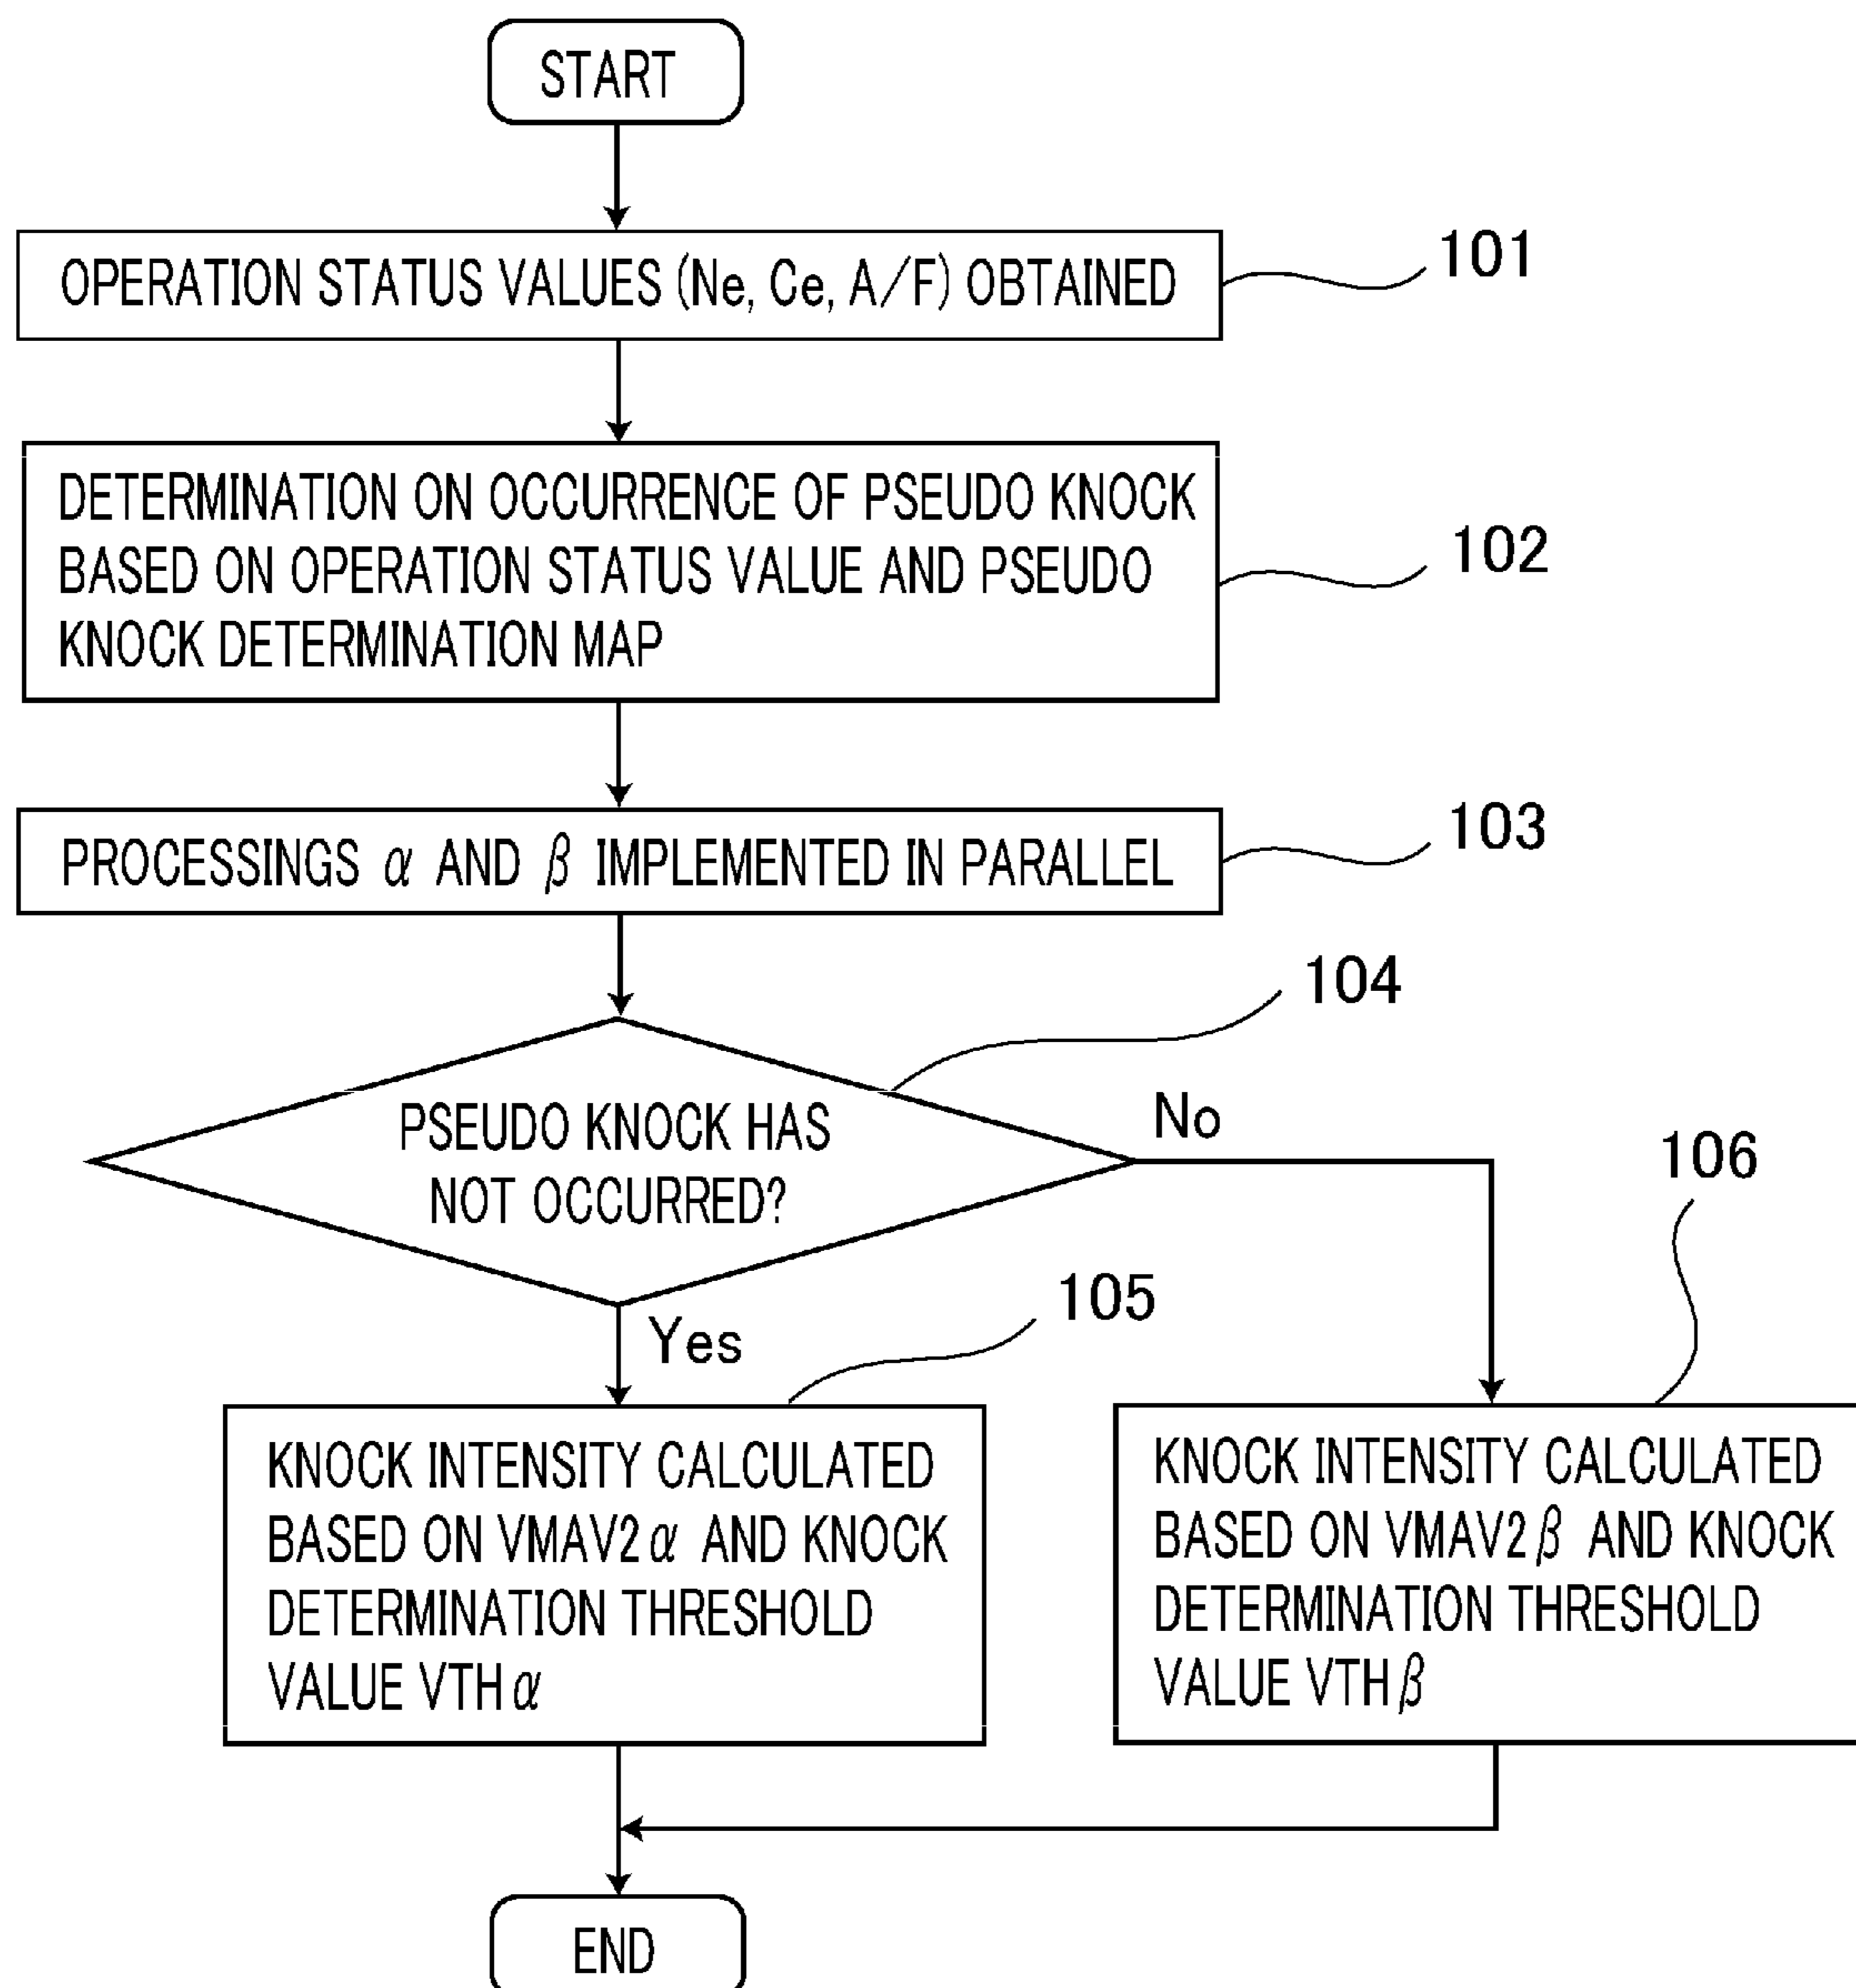 START
OPERATION STATUS VALUES (Ne, Ce, A/F) OBTAINED
101
DETERMINATION ON OCCURRENCE OF PSEUDO KNOCK
BASED ON OPERATION STATUS VALUE AND PSEUDO
KNOCK DETERMINATION MAP
102
PROCESSINGS α AND β IMPLEMENTED IN PARALLEL
103
104
PSEUDO KNOCK HAS
NOT OCCURRED?
No
Yes
105
KNOCK INTENSITY CALCULATED
BASED ON VMAV2α AND KNOCK
DETERMINATION THRESHOLD
VALUE VTHα
106
KNOCK INTENSITY CALCULATED
BASED ON VMAV2β AND KNOCK
DETERMINATION THRESHOLD
VALUE VTHβ
END